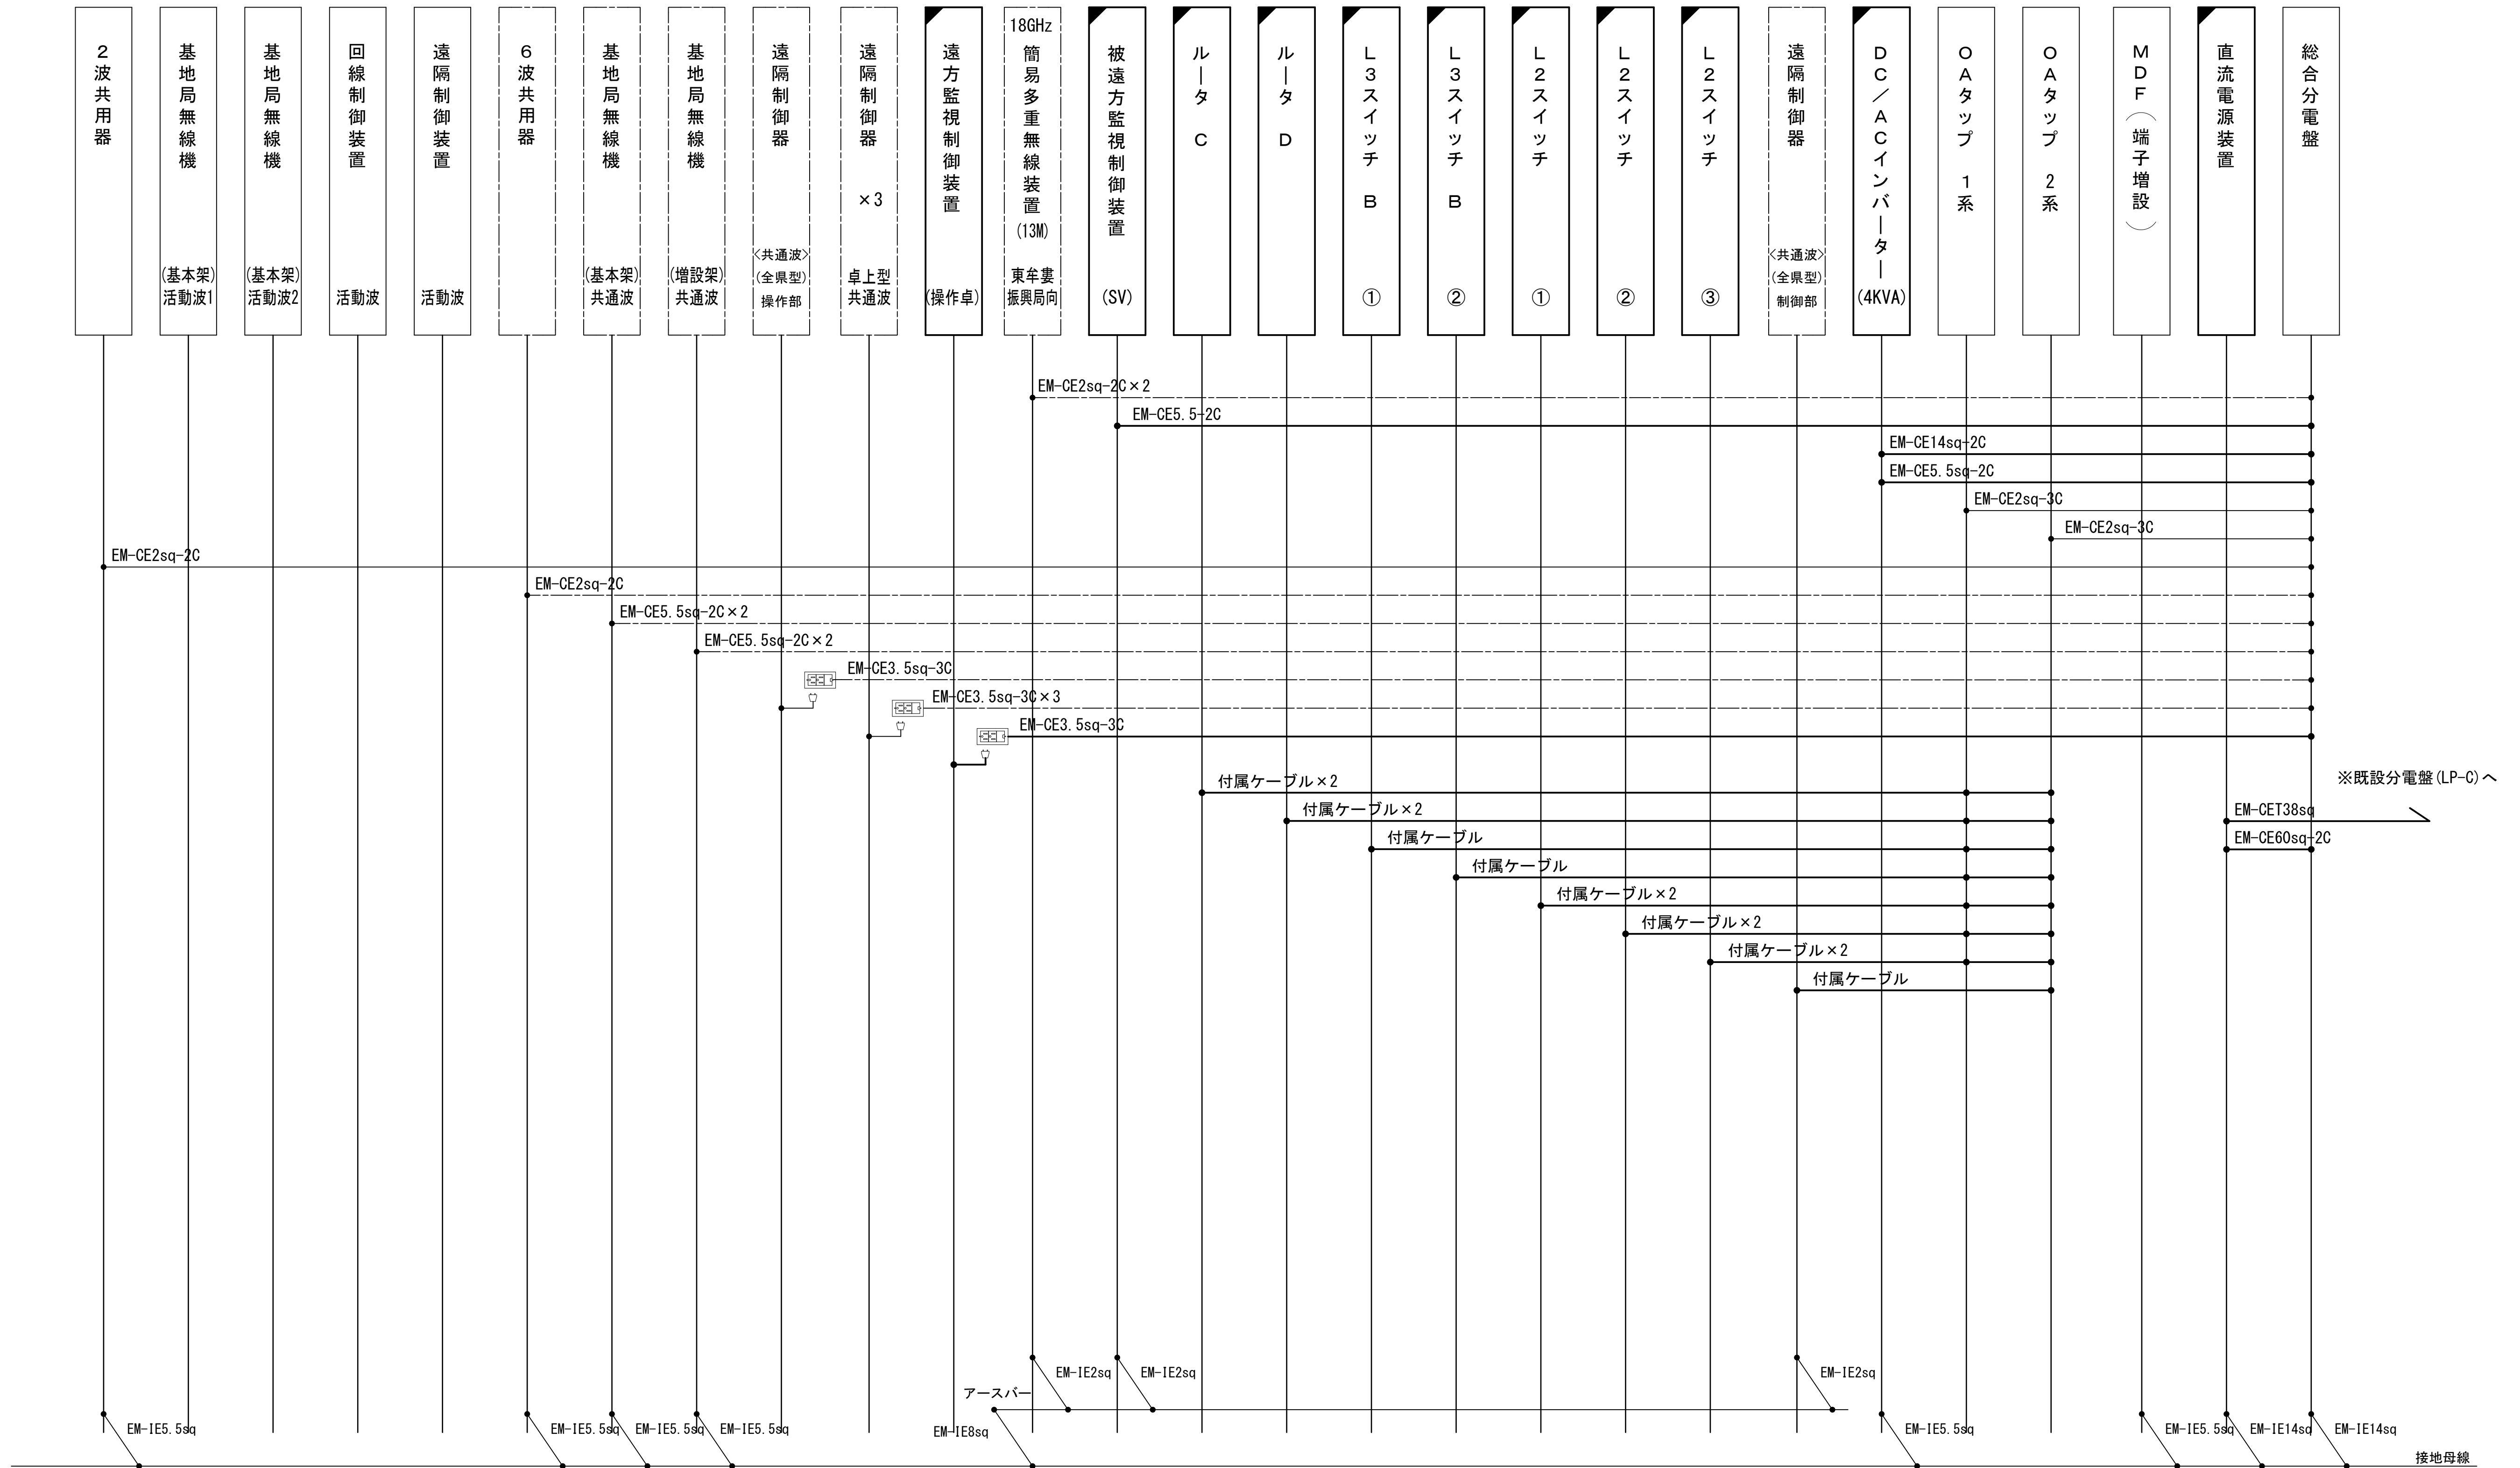 ２波共用器
基地局無線機
(基本架)
活動波1
基地局無線機
(基本架)
活動波2
回線制御装置
活動波
遠隔制御装置
活動波
６波共用器
基地局無線機
(基本架)
共通波
基地局無線機
(増設架)
共通波
遠隔制御器
<共通波>
(全県型)
操作部
遠隔制御器
×3
卓上型
共通波
遠方監視制御装置
(操作卓)
18GHz
簡易多重無線装置
(13M)
東牟婁
振興局向
被遠方監視制御装置
(SV)
ルータ Ｃ
ルータ Ｄ
Ｌ３スイッチ Ｂ
①
Ｌ３スイッチ Ｂ
②
Ｌ２スイッチ
①
Ｌ２スイッチ
②
Ｌ２スイッチ
③
遠隔制御器
<共通波>
(全県型)
制御部
ＤＣ／ＡＣインバーター
(4KVA)
ＯＡタップ １系
ＯＡタップ ２系
ＭＤＦ（端子増設）
直流電源装置
総合分電盤
EM-CE2sq-2C×2
EM-CE5.5-2C
EM-CE14sq-2C
EM-CE5.5sq-2C
EM-CE2sq-3C
EM-CE2sq-3C
EM-CE2sq-2C
EM-CE2sq-2C
EM-CE5.5sq-2C×2
EM-CE5.5sq-2C×2
EM-CE3.5sq-3C
EM-CE3.5sq-3C×3
EM-CE3.5sq-3C
付属ケーブル×2
※既設分電盤(LP-C)へ
付属ケーブル×2
EM-CET38sq
付属ケーブル
EM-CE60sq-2C
付属ケーブル
付属ケーブル×2
付属ケーブル×2
付属ケーブル×2
付属ケーブル
EM-IE2sq
EM-IE2sq
EM-IE2sq
アースバー
EM-IE5.5sq
EM-IE5.5sq
EM-IE5.5sq
EM-IE5.5sq
EM-IE8sq
EM-IE5.5sq
EM-IE5.5sq
EM-IE14sq
EM-IE14sq
接地母線